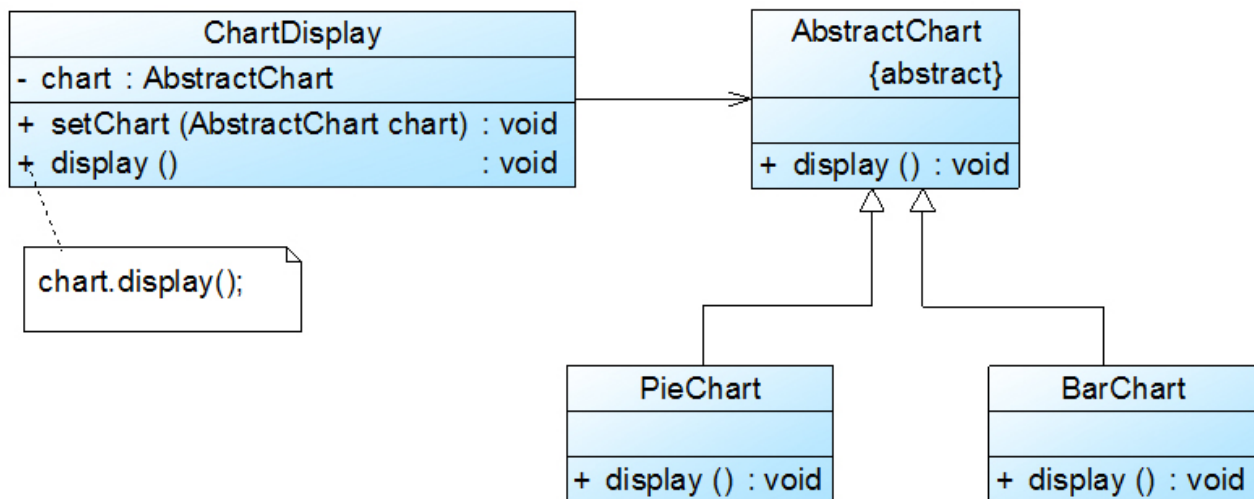 ChartDisplay
- chart : AbstractChart
+ setChart (AbstractChart chart) : void
+ display () : void
chart.display();
AbstractChart
{abstract}
+ display () : void
PieChart
+ display () : void
BarChart
+ display () : void